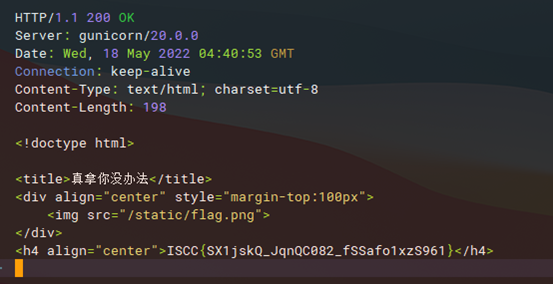 HTTP/1.1 200 OK
Server: gunicorn/20.0.0
Date: Wed, 18 May 2022 04:40:53 GMT
Connection: keep-alive
Content-Type: text/html; charset=utf-8
Content-Length: 198

<!doctype html>

<title>真拿你没办法</title>
<div align="center" style="margin-top:100px">
    <img src="/static/flag.png">
</div>
<h4 align="center">ISCC{SX1jskQ_JqnQC082_fSSafo1xzS961}</h4>